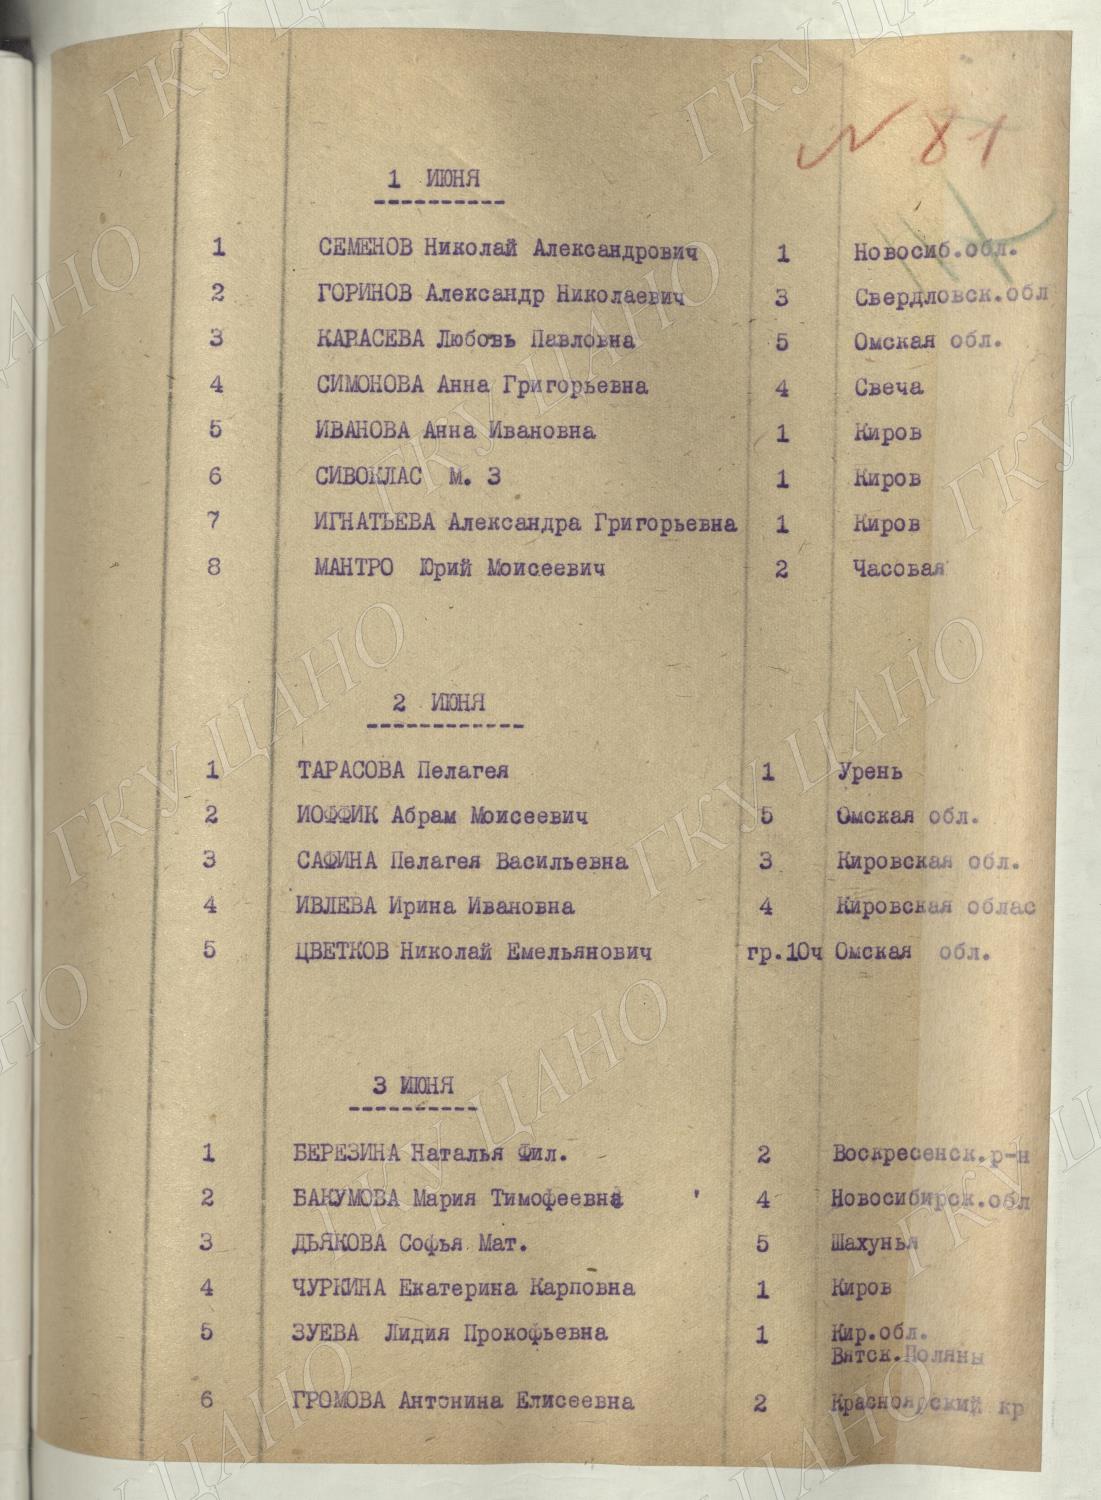 № 81
1 ИЮНЯ
1 СЕМЕНОВ Николай Александрович 1 Новосиб.обл.
2 ГОРИНОВ Александр Николаевич 3 Свердловск.обл
3 КАРАСЕВА Любовь Павловна 5 Омская обл.
4 СИМОНОВА Анна Григорьевна 4 Свеча
5 ИВАНОВА Анна Ивановна 1 Киров
6 СИВОКЛАС М. З 1 Киров
7 ИГНАТЬЕВА Александра Григорьевна 1 Киров
8 МАНТРО Юрий Моисеевич 2 Часовая
2 ИЮНЯ
1 ТАРАСОВА Пелагея 1 Урень
2 ИОФФИК Абрам Моисеевич 5 Омская обл.
3 САФИНА Пелагея Васильевна 3 Кировская обл.
4 ИВЛЕВА Ирина Ивановна 4 Кировская облас
5 ЦВЕТКОВ Николай Емельянович гр.10ч Омская обл.
3 ИЮНЯ
1 БЕРЕЗИНА Наталья Фил. 2 Воскресенск.р-н
2 БАКУМОВА Мария Тимофеевна 4 Новосибирск.обл
3 ДЬЯКОВА Софья Мат. 5 Шахунья
4 ЧУРКИНА Екатерина Карповна 1 Киров
5 ЗУЕВА Лидия Прокофьевна 1 Кир.обл.
Вятск.Поляны
6 ГРОМОВА Антонина Елисеевна 2 Красноярский кр
ГКУ ЦАНО